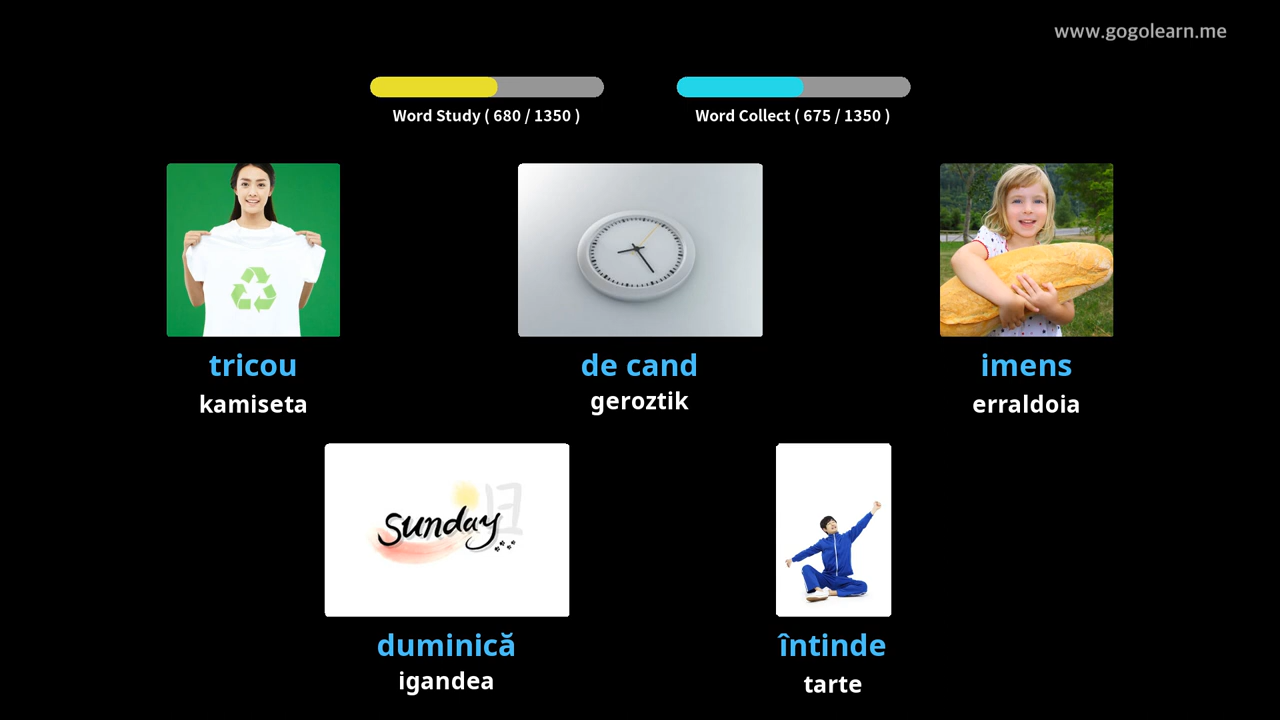 www.gogolearn.me
Word Study ( 680 / 1350 )
Word Collect ( 675 / 1350 )
tricou
kamiseta
de cand
geroztik
imens
erraldoia
sunday
日
duminică
igandea
întinde
tarte